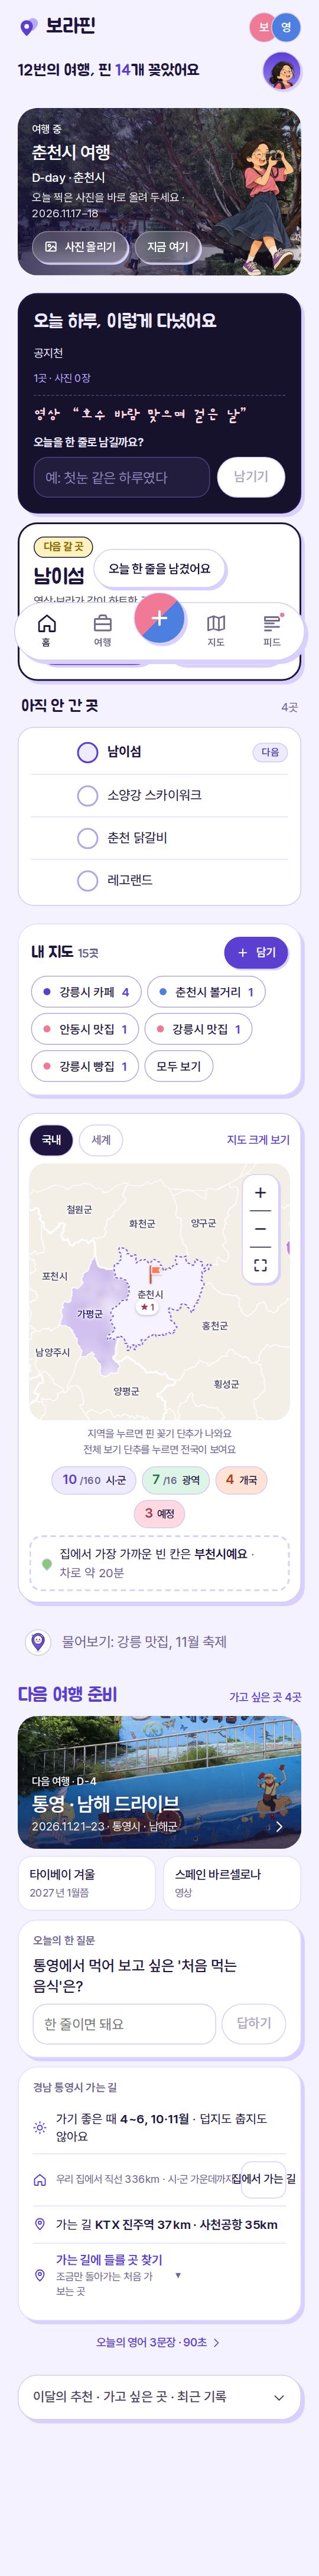 보라핀
보 영
12번의 여행, 핀 14개 꽂았어요
여행 중
춘천시 여행
D-day · 춘천시
오늘 찍은 사진을 바로 올려 두세요 ·
2026.11.17–18
사진 올리기
지금 여기
오늘 하루, 이렇게 다녔어요
공지천
1곳 · 사진 0장
영상 “호수 바람 맞으며 걸은 날”
오늘을 한 줄로 남길까요?
예: 첫눈 같은 하루였다
남기기
다음 갈 곳
남이섬
오늘 한 줄을 남겼어요
홈
여행
+
지도
피드
아직 안 간 곳
4곳
남이섬
다음
소양강 스카이워크
춘천 닭갈비
레고랜드
내 지도 15곳
+ 담기
강릉시 카페 4
춘천시 볼거리 1
안동시 맛집 1
강릉시 맛집 1
강릉시 빵집 1
모두 보기
국내
세계
지도 크게 보기
철원군
화천군
양구군
포천시
춘천시
★ 1
가평군
홍천군
남양주시
양평군
횡성군
+
−
지역을 누르면 핀 꽂기 단추가 나와요
전체 보기 단추를 누르면 전국이 보여요
10 /160 시·군
7 /16 광역
4 개국
3 예정
집에서 가장 가까운 빈 칸은 부천시예요 ·
차로 약 20분
물어보기: 강릉 맛집, 11월 축제
다음 여행 준비
가고 싶은 곳 4곳
다음 여행 · D-4
통영 · 남해 드라이브
2026.11.21–23 · 통영시 · 남해군
타이베이 겨울
2027년 1월쯤
스페인 바르셀로나
영상
오늘의 한 질문
통영에서 먹어 보고 싶은 '처음 먹는
음식'은?
한 줄이면 돼요
답하기
경남 통영시 가는 길
가기 좋은 때 4~6, 10·11월 · 덥지도 춥지도
않아요
우리 집에서 직선 336km · 시·군 가운데까지
집에서 가는 길
가는 길 KTX 진주역 37km · 사천공항 35km
가는 길에 들를 곳 찾기
조금만 돌아가는 처음 가
보는 곳
▼
오늘의 영어 3문장 · 90초
이달의 추천 · 가고 싶은 곳 · 최근 기록